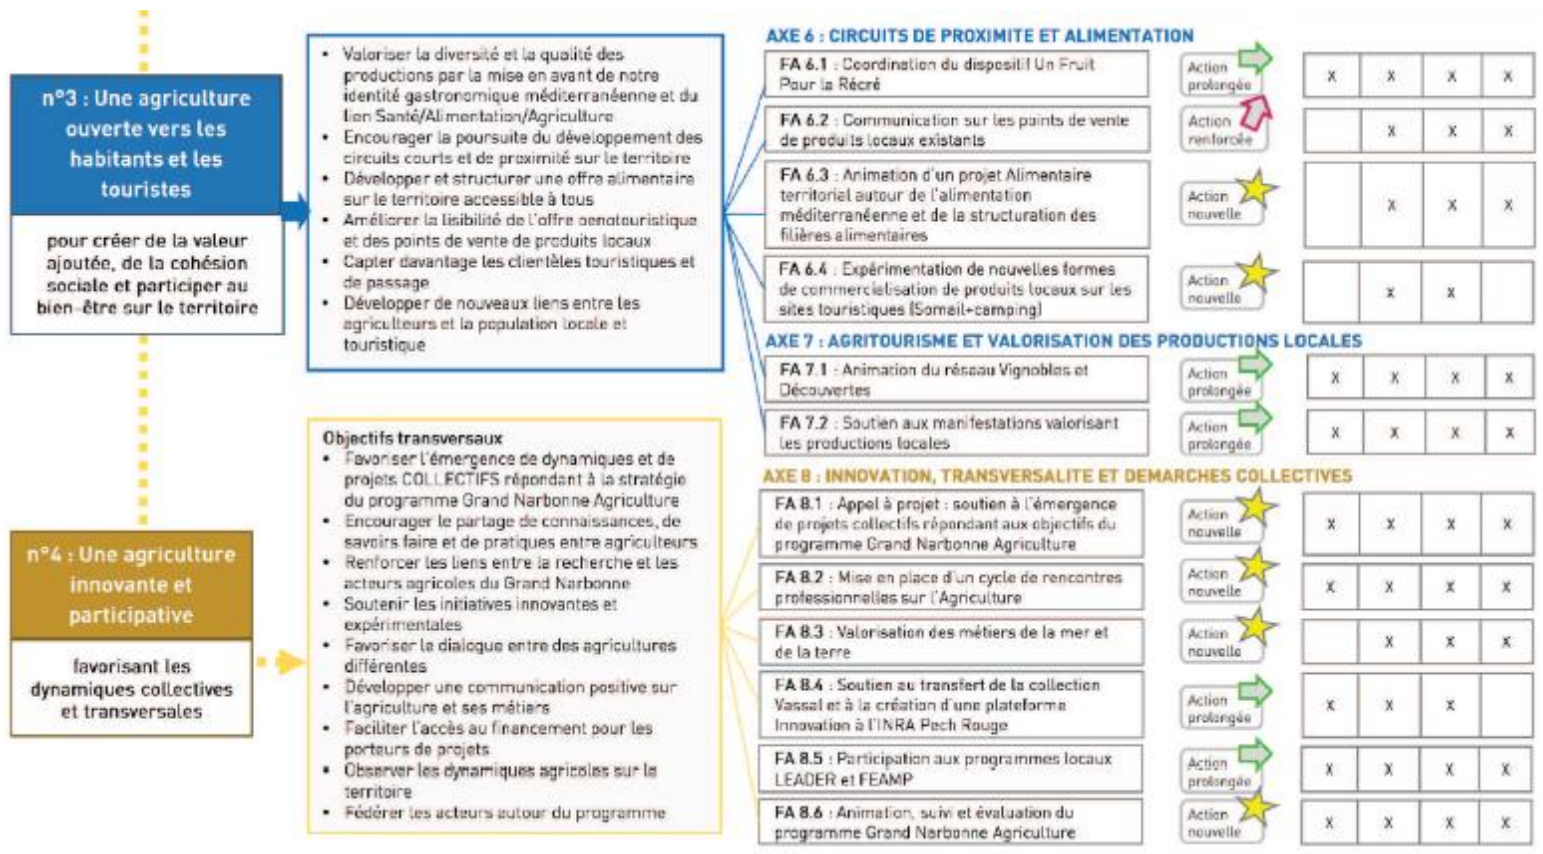 n°3 : Une agriculture
ouverte vers les
habitants et les
touristes
pour créer de la valeur
ajoutée, de la cohésion
sociale et participer au
bien-être sur le territoire
• Valoriser la diversité et la qualité des
productions par la mise en avant de notre
identité gastronomique méditerranéenne et du
lien Santé/Alimentation/Agriculture
• Encourager la poursuite du développement des
circuits courts et de proximité sur le territoire
• Développer et structurer une offre alimentaire
sur le territoire accessible à tous
• Améliorer la lisibilité de l'offre oenotouristique
et des points de vente de produits locaux
• Capter davantage les clientèles touristiques et
de passage
• Développer de nouveaux liens entre les
agriculteurs et la population locale et
touristique
AXE 6 : CIRCUITS DE PROXIMITE ET ALIMENTATION
FA 6.1 : Coordination du dispositif Un Fruit
Pour la Récré
Action
prolongée
X X X X
FA 6.2 : Communication sur les points de vente
de produits locaux existants
Action
renforcée
X X X
FA 6.3 : Animation d'un projet Alimentaire
territorial autour de l'alimentation
méditerranéenne et de la structuration des
filières alimentaires
Action
nouvelle
X X X
FA 6.4 : Expérimentation de nouvelles formes
de commercialisation de produits locaux sur les
sites touristiques (Somail+camping)
Action
nouvelle
X X
AXE 7 : AGRITOURISME ET VALORISATION DES PRODUCTIONS LOCALES
FA 7.1 : Animation du réseau Vignobles et
Découvertes
Action
prolongée
X X X X
FA 7.2 : Soutien aux manifestations valorisant
les productions locales
Action
prolongée
X X X X
n°4 : Une agriculture
innovante et
participative
favorisant les
dynamiques collectives
et transversales
Objectifs transversaux
• Favoriser l'émergence de dynamiques et de
projets COLLECTIFS répondant à la stratégie
du programme Grand Narbonne Agriculture
• Encourager le partage de connaissances, de
savoirs faire et de pratiques entre agriculteurs
• Renforcer les liens entre la recherche et les
acteurs agricoles du Grand Narbonne
• Soutenir les initiatives innovantes et
expérimentales
• Favoriser le dialogue entre des agricultures
différentes
• Développer une communication positive sur
l'agriculture et ses métiers
• Faciliter l'accès au financement pour les
porteurs de projets
• Observer les dynamiques agricoles sur le
territoire
• Fédérer les acteurs autour du programme
AXE 8 : INNOVATION, TRANSVERSALITE ET DEMARCHES COLLECTIVES
FA 8.1 : Appel à projet : soutien à l'émergence
de projets collectifs répondant aux objectifs du
programme Grand Narbonne Agriculture
Action
nouvelle
X X X X
FA 8.2 : Mise en place d'un cycle de rencontres
professionnelles sur l'Agriculture
Action
nouvelle
X X X X
FA 8.3 : Valorisation des métiers de la mer et
de la terre
Action
nouvelle
X X X
FA 8.4 : Soutien au transfert de la collection
Vassal et à la création d'une plateforme
Innovation à l'INRA Pech Rouge
Action
prolongée
X X X
FA 8.5 : Participation aux programmes locaux
LEADER et FEAMP
Action
prolongée
X X X X
FA 8.6 : Animation, suivi et évaluation du
programme Grand Narbonne Agriculture
Action
nouvelle
X X X X